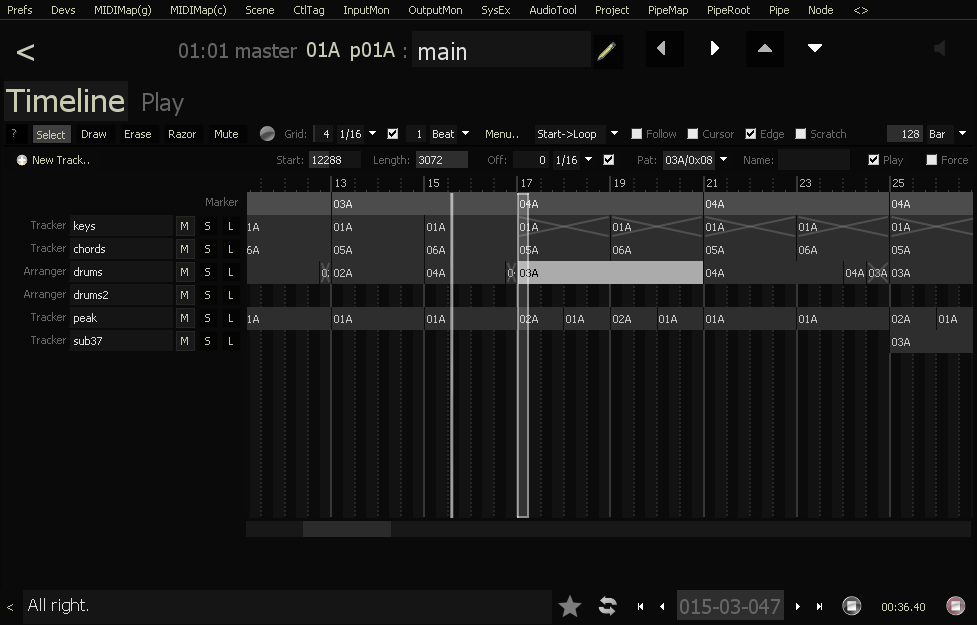 Prefs Devs MIDIMap(g) MIDIMap(c) Scene CtlTag InputMon OutputMon SysEx AudioTool Project PipeMap PipeRoot Pipe Node <>
< 01:01 master 01A p01A : main
Timeline Play
? Select Draw Erase Razor Mute Grid: 4 1/16 1 Beat Menu.. Start->Loop Follow Cursor Edge Scratch 128 Bar
New Track.. Start: 12288 Length: 3072 Off: 0 1/16 Pat: 03A/0x08 Name: Play Force
13 15 17 19 21 23 25
Marker 03A 04A 04A 04A
Tracker keys M S L 1A 01A 01A 01A 01A 01A 01A 01A
Tracker chords M S L 6A 05A 06A 05A 06A 05A 06A 05A
Arranger drums M S L 02A 04A 03A 04A 04A 03A 03A
Arranger drums2 M S L
Tracker peak M S L 1A 01A 01A 02A 01A 02A 01A 01A 01A 02A 01A
Tracker sub37 M S L 03A
< All right. 015-03-047 00:36.40